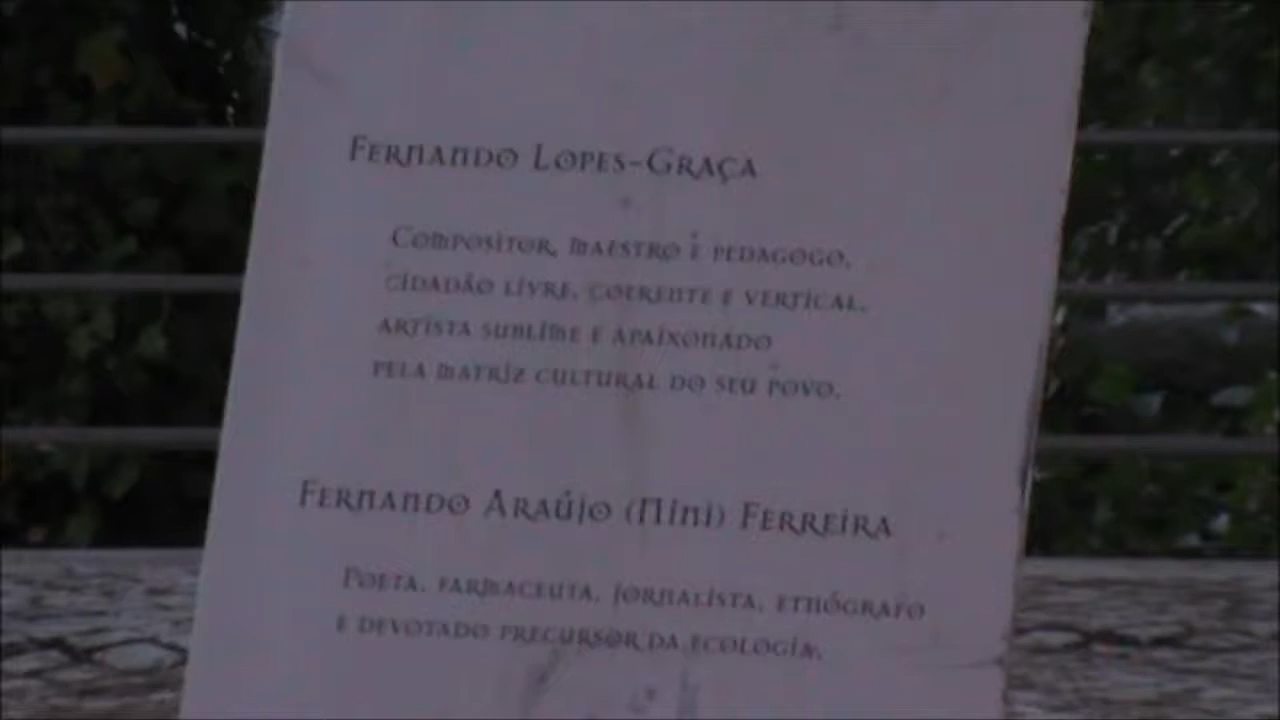 Fernando Lopes-Graça
Compositor, maestro e pedagogo,
cidadão livre, coerente e vertical,
artista sublime e apaixonado
pela matriz cultural do seu povo.
Fernando Araújo (Nini) Ferreira
Poeta, farmaceuta, jornalista, etnógrafo
e devotado precursor da ecologia.